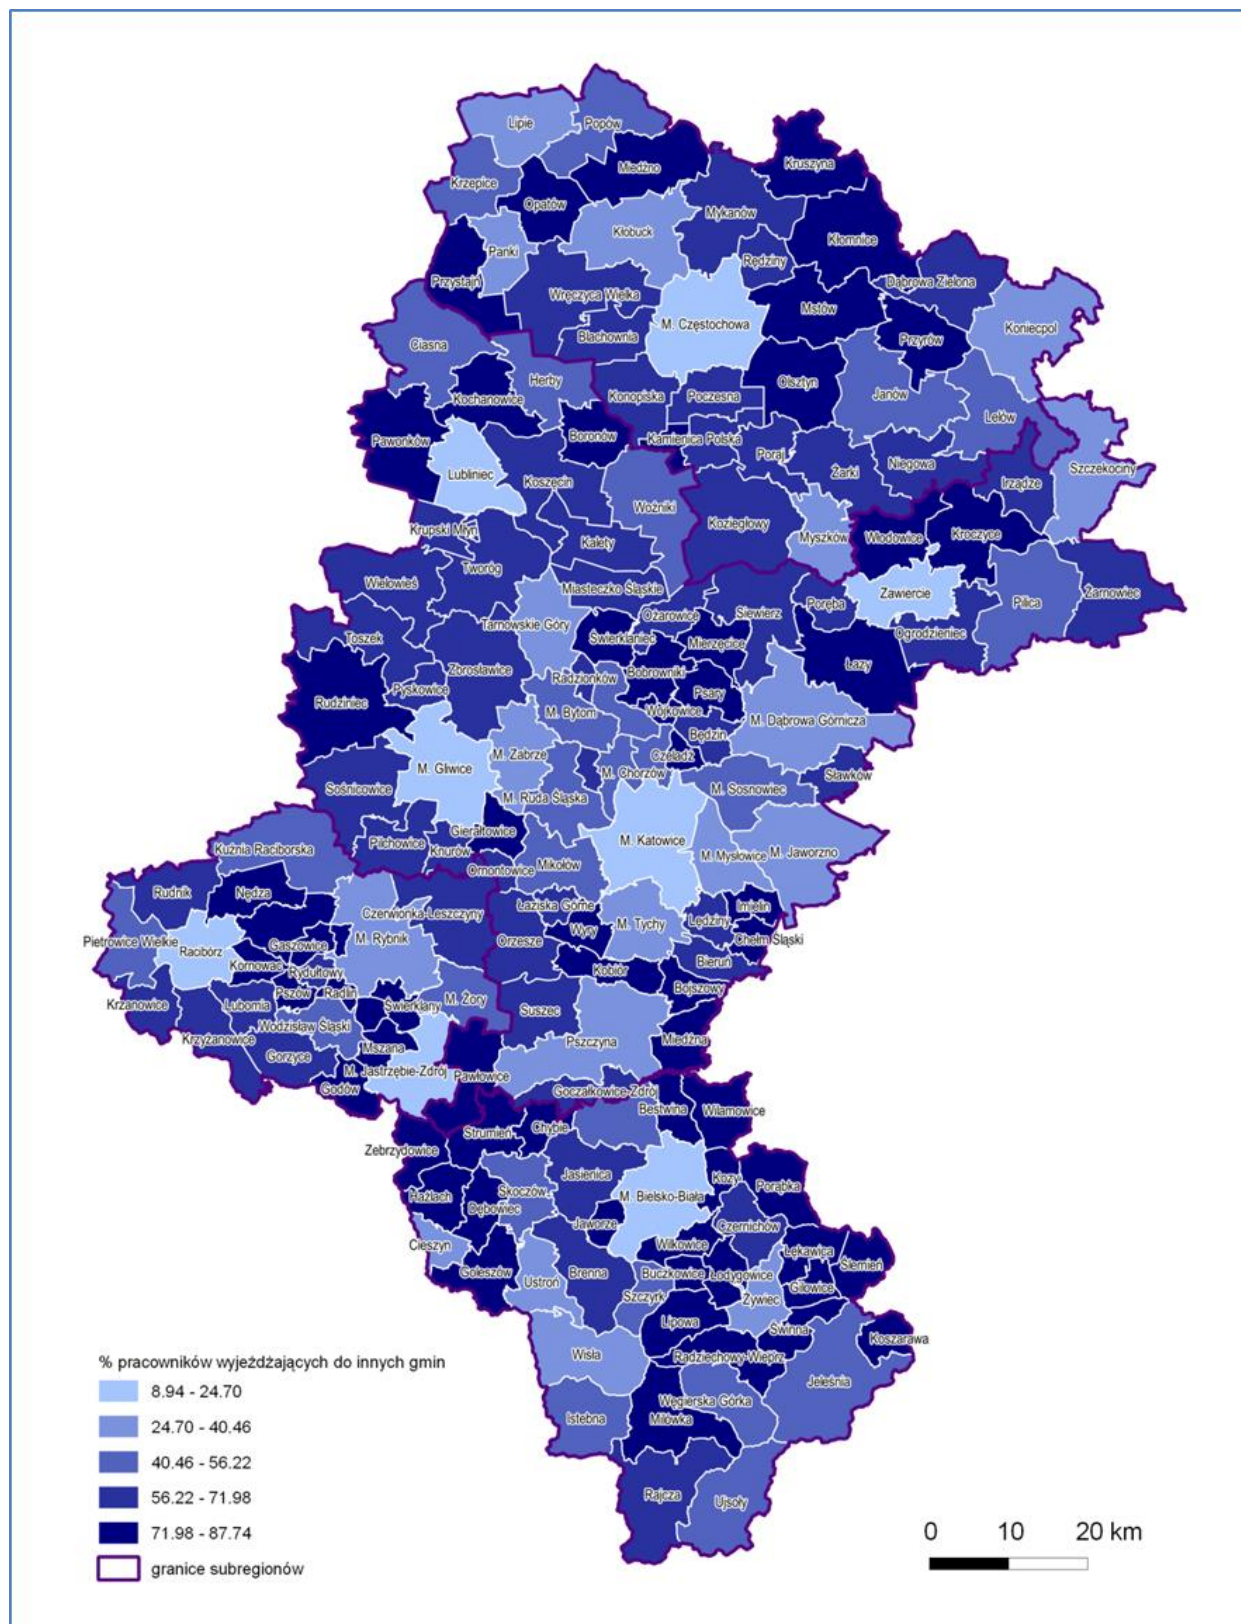 Lipie
Popów
Miedźno
Kruszyna
Krzepice
Opatów
Mykanów
Kłobuck
Kłomnice
Panki
Rędziny
Przystajń
Dąbrowa Zielona
Wręczyca Wielka
Mstów
M. Częstochowa
Koniecpol
Blachownia
Przyrów
Ciasna
Herby
Olsztyn
Janów
Kochanowice
Konopiska
Poczesna
Lelów
Boronów
Kamienica Polska
Pawonków
Poraj
Niegowa
Szczekociny
Lubliniec
Koszęcin
Żarki
Irządze
Woźniki
Koziegłowy
Krupski Młyn
Myszków
Włodowice
Kroczyce
Kalety
Tworóg
Wielowieś
Miasteczko Śląskie
Zawiercie
Żarnowiec
Poręba
Pilica
Ożarowice
Siewierz
Tarnowskie Góry
Toszek
Świerklaniec
Mierzęcice
Ogrodzieniec
Zbrosławice
Łazy
Bobrowniki
Radzionków
Pyskowice
Psary
Rudziniec
Wojkowice
M. Bytom
M. Dąbrowa Górnicza
Będzin
M. Zabrze
Czeladź
M. Gliwice
M. Chorzów
Sławków
Sośnicowice
M. Sosnowiec
M. Ruda Śląska
Gierałtowice
M. Katowice
Pilchowice
Kuźnia Raciborska
Knurów
M. Mysłowice
M. Jaworzno
Mikołów
Ornontowice
Rudnik
Nędza
Łaziska Górne
Imielin
Czerwionka-Leszczyny
M. Tychy
Lędziny
Wyry
M. Rybnik
Chełm Śląski
Pietrowice Wielkie
Gaszowice
Orzesze
Racibórz
Bieruń
Kornowac
Rydułtowy
Kobiór
Bojszowy
Pszów
Radlin
Krzanowice
Lubomia
Świerklany
M. Żory
Suszec
Wodzisław Śląski
Krzyżanowice
Pszczyna
Miedźna
Mszana
Gorzyce
M. Jastrzębie-Zdrój
Pawłowice
Godów
Goczałkowice-Zdrój
Bestwina
Wilamowice
Chybie
Strumień
Zebrzydowice
Jasienica
Kozy
Porąbka
Skoczów
Hażlach
M. Bielsko-Biała
Dębowiec
Jaworze
Czernichów
Cieszyn
Wilkowice
Łękawica
Ślemień
Goleszów
Brenna
Buczkowice
Łodygowice
Ustroń
Gilowice
Szczyrk
Żywiec
Lipowa
Świnna
Koszarawa
Wisła
Radziechowy-Wieprz
Jeleśnia
Węgierska Górka
Istebna
Milówka
Rajcza
Ujsoły
% pracowników wyjeżdżających do innych gmin
8.94 - 24.70
24.70 - 40.46
40.46 - 56.22
56.22 - 71.98
71.98 - 87.74
granice subregionów
0 10 20 km